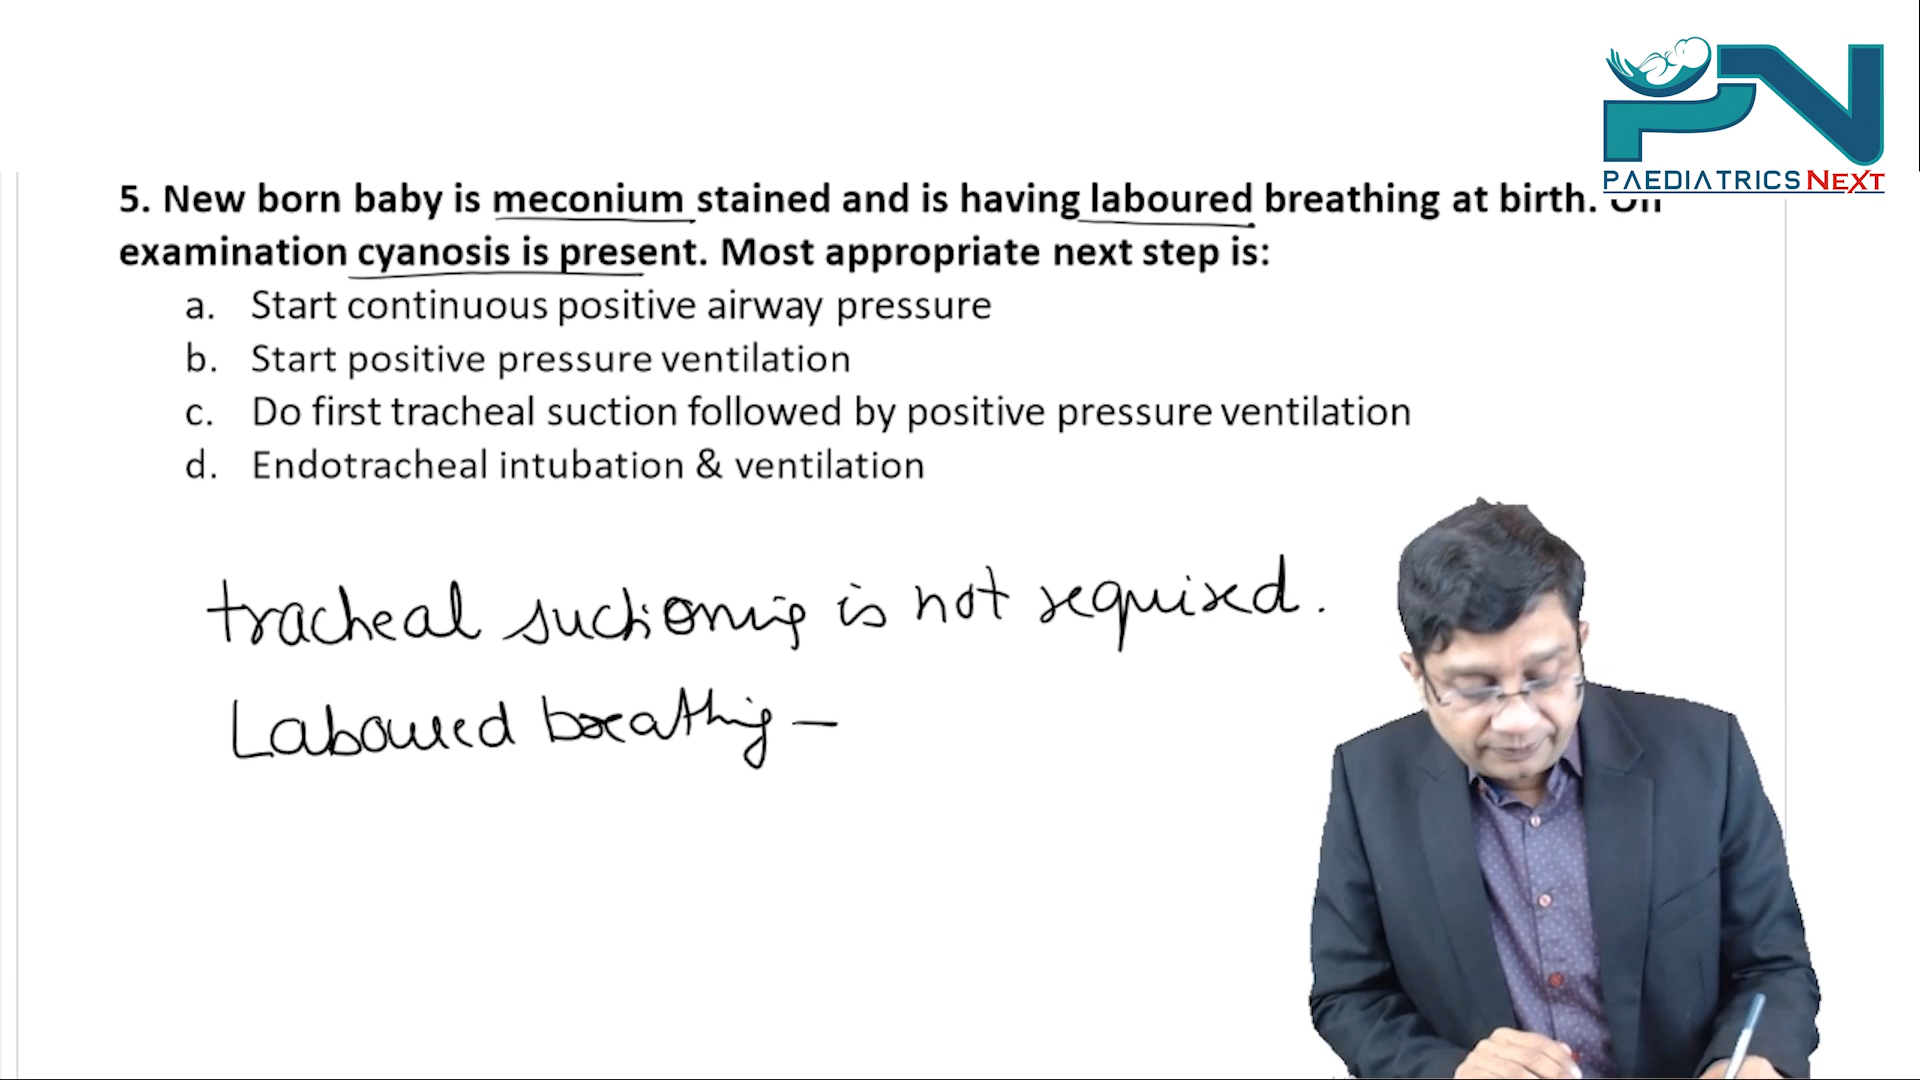 PN
PAEDIATRICS NEXT
5. New born baby is meconium stained and is having laboured breathing at birth. On
examination cyanosis is present. Most appropriate next step is:
a. Start continuous positive airway pressure
b. Start positive pressure ventilation
c. Do first tracheal suction followed by positive pressure ventilation
d. Endotracheal intubation & ventilation
tracheal suctioning is not required.
Laboured breathing –